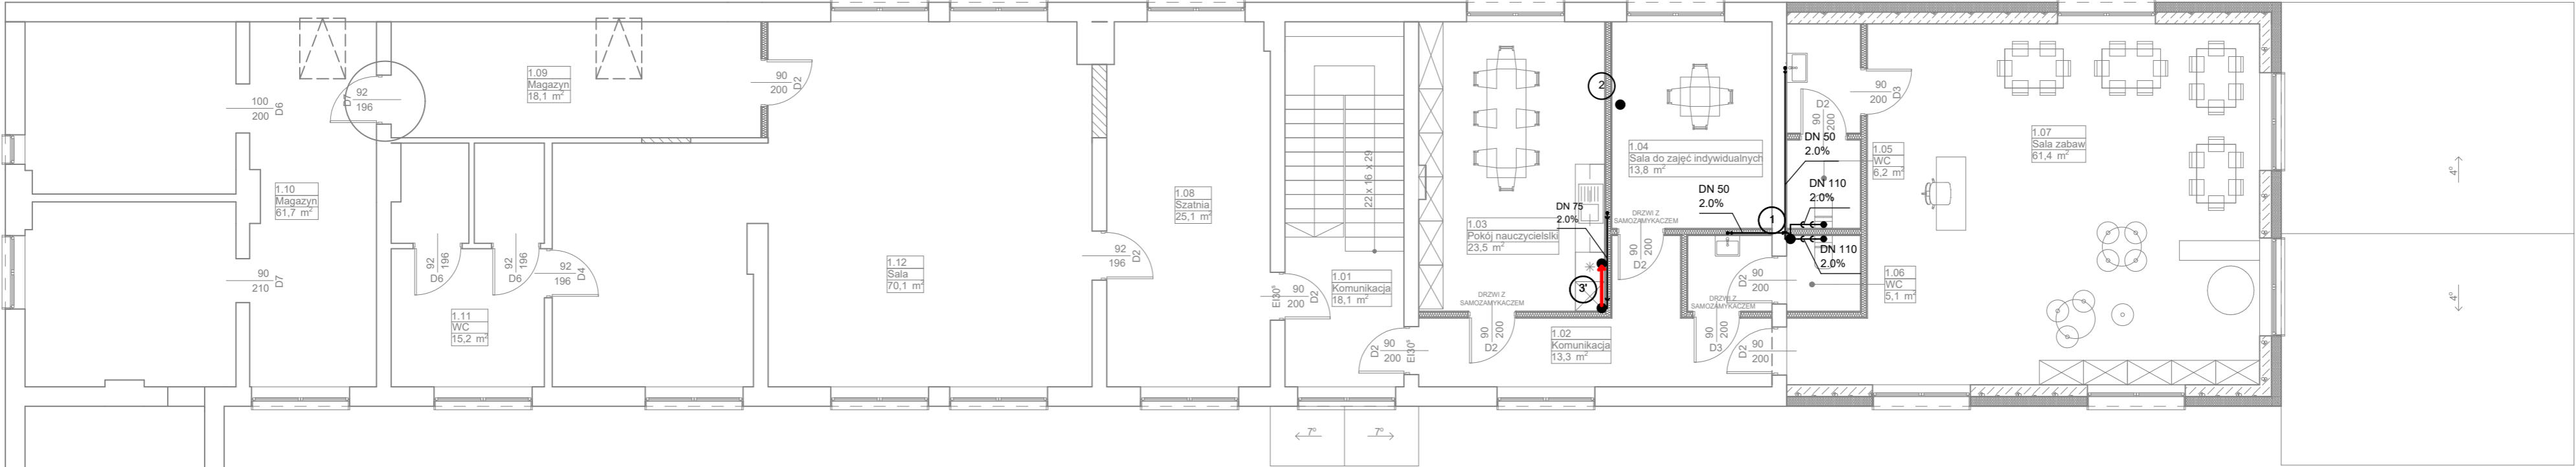 1.09
Magazyn
18,1 m²
92
196
D7
100
200
D6
90
200
D2
1.10
Magazyn
61,7 m²
90
210
D7
92
196
D6
92
196
D6
92
196
D4
1.11
WC
15,2 m²
1.12
Sala
70,1 m²
1.08
Szatnia
25,1 m²
92
196
D2
22 x 16 x 29
1.01
Komunikacja
18,1 m²
EI30ˢ
90
200
D2
D2
90
200
EI30ˢ
1.03
Pokój nauczycielski
23,5 m²
DN 75
2.0%
2
3'
DRZWI Z
SAMOZAMYKACZEM
90
200
D2
1.02
Komunikacja
13,3 m²
1.04
Sala do zajęć indywidualnych
13,8 m²
DN 50
2.0%
1
DRZWI Z
SAMOZAMYKACZEM
90
200
D2
DRZWI Z
SAMOZAMYKACZEM
90
200
D3
D2
90
200
D2
90
200
D2
90
200
DN 50
2.0%
DN 110
2.0%
DN 110
2.0%
90
200
D3
1.05
WC
6,2 m²
1.06
WC
5,1 m²
1.07
Sala zabaw
61,4 m²
4°
4°
7°
7°